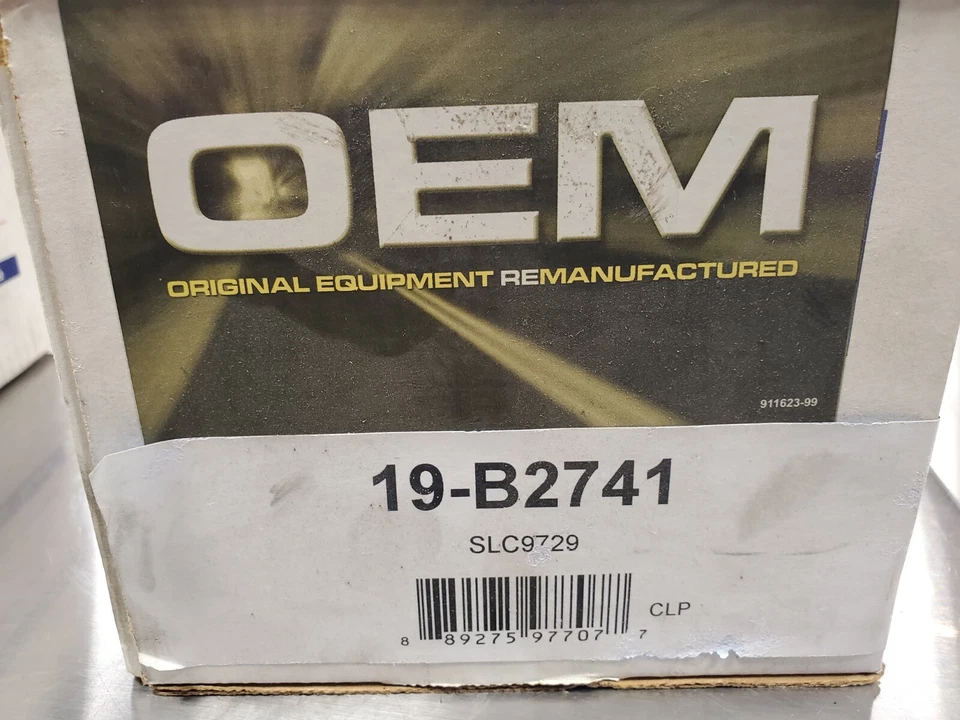 OEM
ORIGINAL EQUIPMENT REMANUFACTURED
911623-99
19-B2741
SLC9729
CLP
8 89275 97707 7